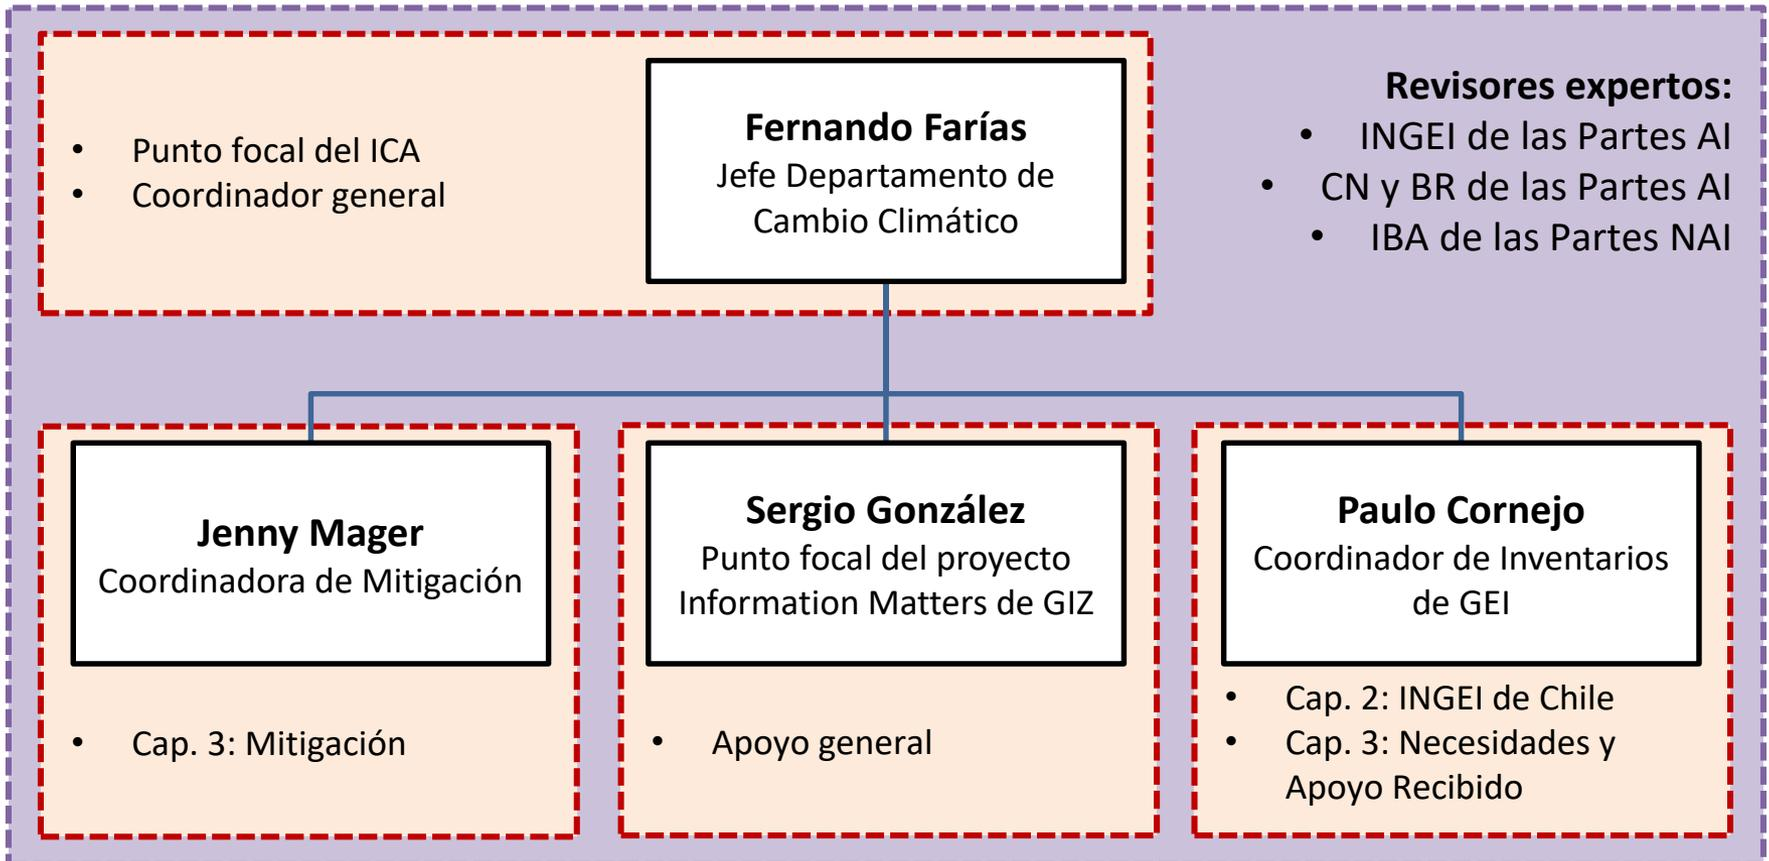 • Punto focal del ICA
• Coordinador general
Fernando Farías
Jefe Departamento de
Cambio Climático
Revisores expertos:
• INGEI de las Partes AI
• CN y BR de las Partes AI
• IBA de las Partes NAI
Jenny Mager
Coordinadora de Mitigación
• Cap. 3: Mitigación
Sergio González
Punto focal del proyecto
Information Matters de GIZ
• Apoyo general
Paulo Cornejo
Coordinador de Inventarios
de GEI
• Cap. 2: INGEI de Chile
• Cap. 3: Necesidades y
Apoyo Recibido